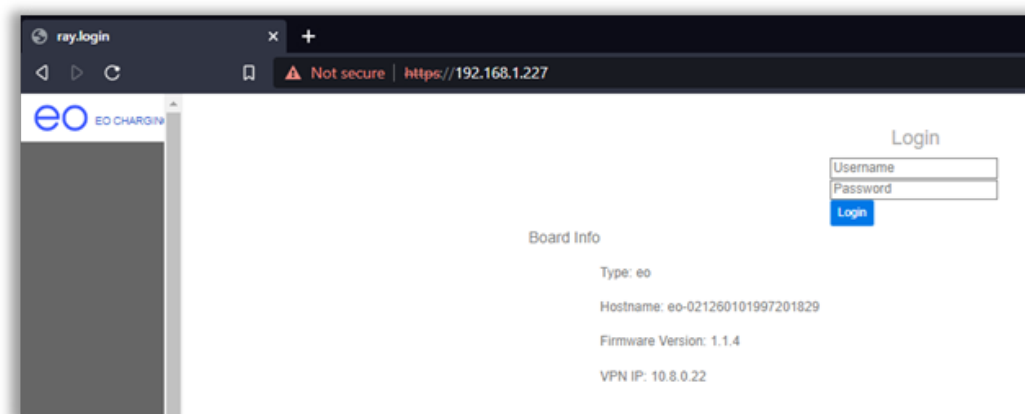 ray.login
Not secure | https://192.168.1.227
eo EO CHARGIN
Login
Username
Password
Login
Board Info
Type: eo
Hostname: eo-021260101997201829
Firmware Version: 1.1.4
VPN IP: 10.8.0.22